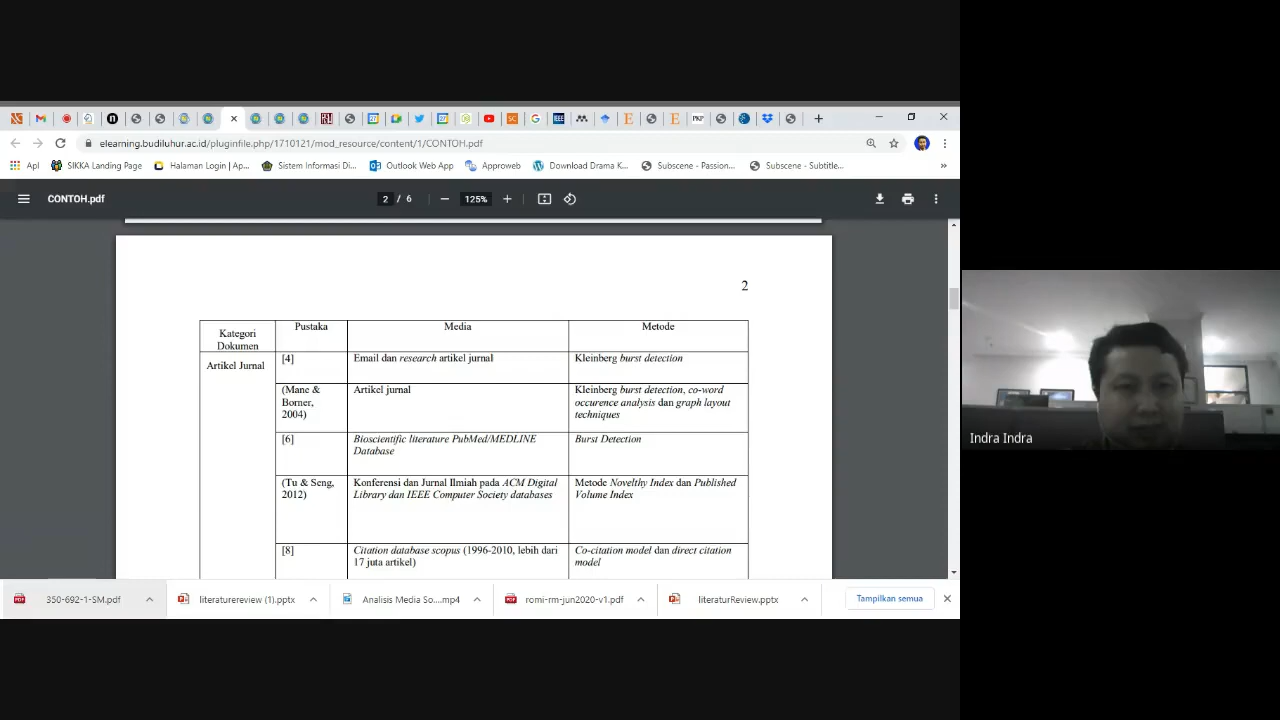 elearning.budiluhur.ac.id/pluginfile.php/1710121/mod_resource/content/1/CONTOH.pdf
Apl
SIKKA Landing Page
Halaman Login | Ap...
Sistem Informasi Di...
Outlook Web App
Approweb
Download Drama K...
Subscene - Passion...
Subscene - Subtitle...
»
CONTOH.pdf
2 / 6
125%
2
Kategori
Dokumen
Pustaka
Media
Metode
Artikel Jurnal
[4]
Email dan research artikel jurnal
Kleinberg burst detection
(Mane &
Borner,
2004)
Artikel jurnal
Kleinberg burst detection, co-word
occurence analysis dan graph layout
techniques
[6]
Bioscientific literature PubMed/MEDLINE
Database
Burst Detection
(Tu & Seng,
2012)
Konferensi dan Jurnal Ilmiah pada ACM Digital
Library dan IEEE Computer Society databases
Metode Novelthy Index dan Published
Volume Index
[8]
Citation database scopus (1996-2010, lebih dari
17 juta artikel)
Co-citation model dan direct citation
model
350-692-1-SM.pdf
literaturereview (1).pptx
Analisis Media So....mp4
romi-rm-jun2020-v1.pdf
literaturReview.pptx
Tampilkan semua
Indra Indra